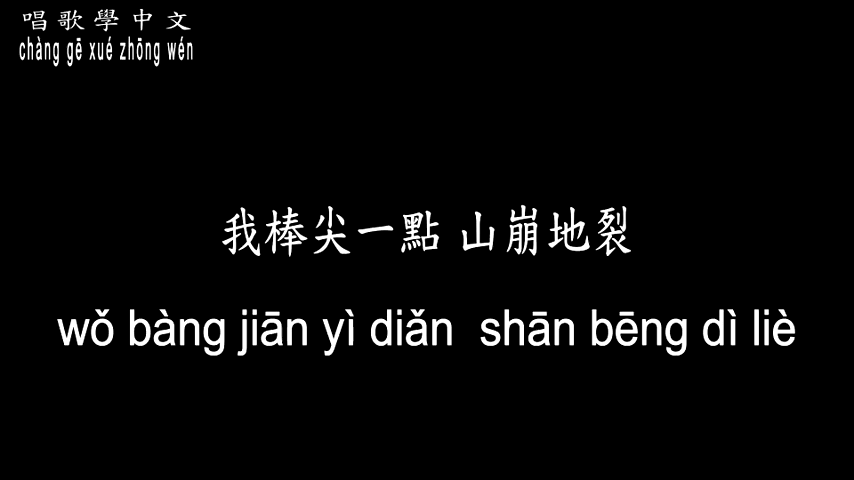 唱歌學中文
chàng gē xué zhōng wén
我棒尖一點 山崩地裂
wǒ bàng jiān yì diǎn shān bēng dì liè